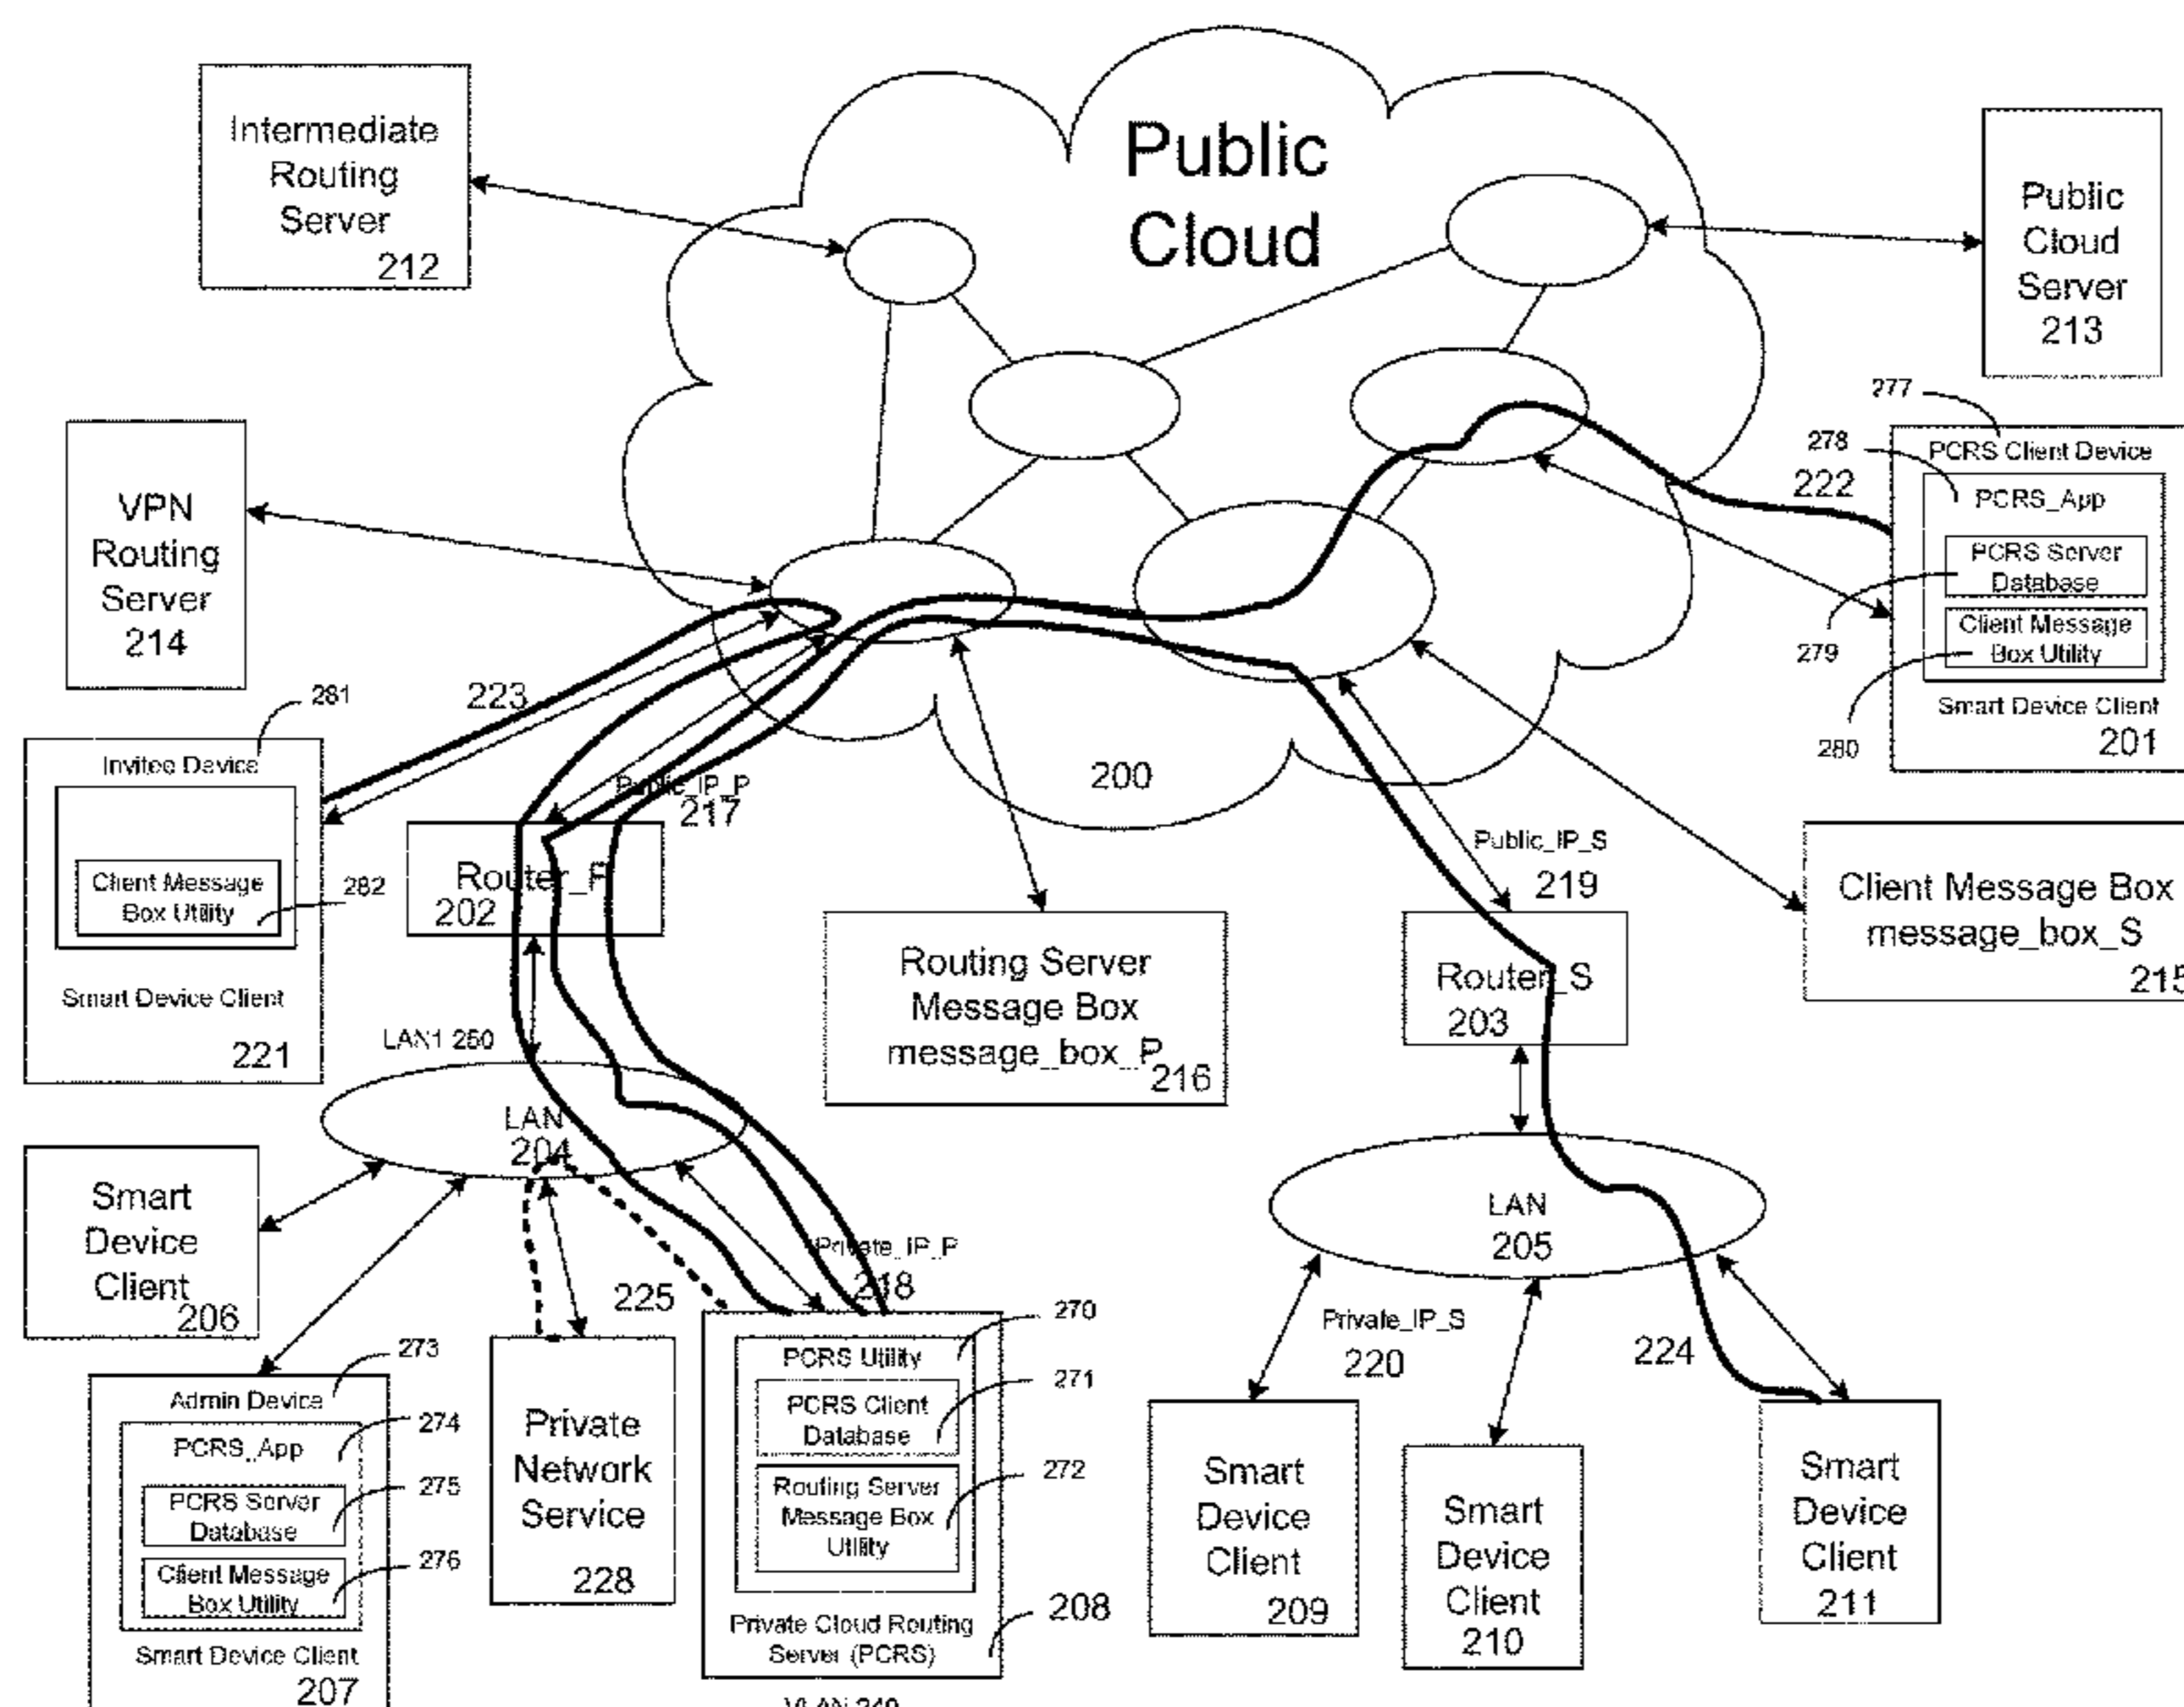 Public
Cloud
Intermediate
Routing
Server
212
Public
Cloud
Server
213
VPN
Routing
Server
214
277
278
PCRS Client Device
222
PCRS_App
PCRS Server
Database
279
Client Message
Box Utility
280
Smart Device Client
201
223
281
Invitee Device
Client Message
Box Utility
282
Smart Device Client
221
200
Public_IP_P
217
Router_P
202
Routing Server
Message Box
message_box_P
216
Public_IP_S
219
Router_S
203
Client Message Box
message_box_S
215
LAN1 250
LAN
204
LAN
205
Smart
Device
Client
206
Private_IP_P
218
225
Private_IP_S
220
224
273
Admin Device
274
PCRS_App
275
PCRS Server
Database
276
Client Message
Box Utility
Smart Device Client
207
Private
Network
Service
228
270
PCRS Utility
271
PCRS Client
Database
272
Routing Server
Message Box
Utility
208
Private Cloud Routing
Server (PCRS)
VLAN 240
Smart
Device
Client
209
Smart
Device
Client
210
Smart
Device
Client
211